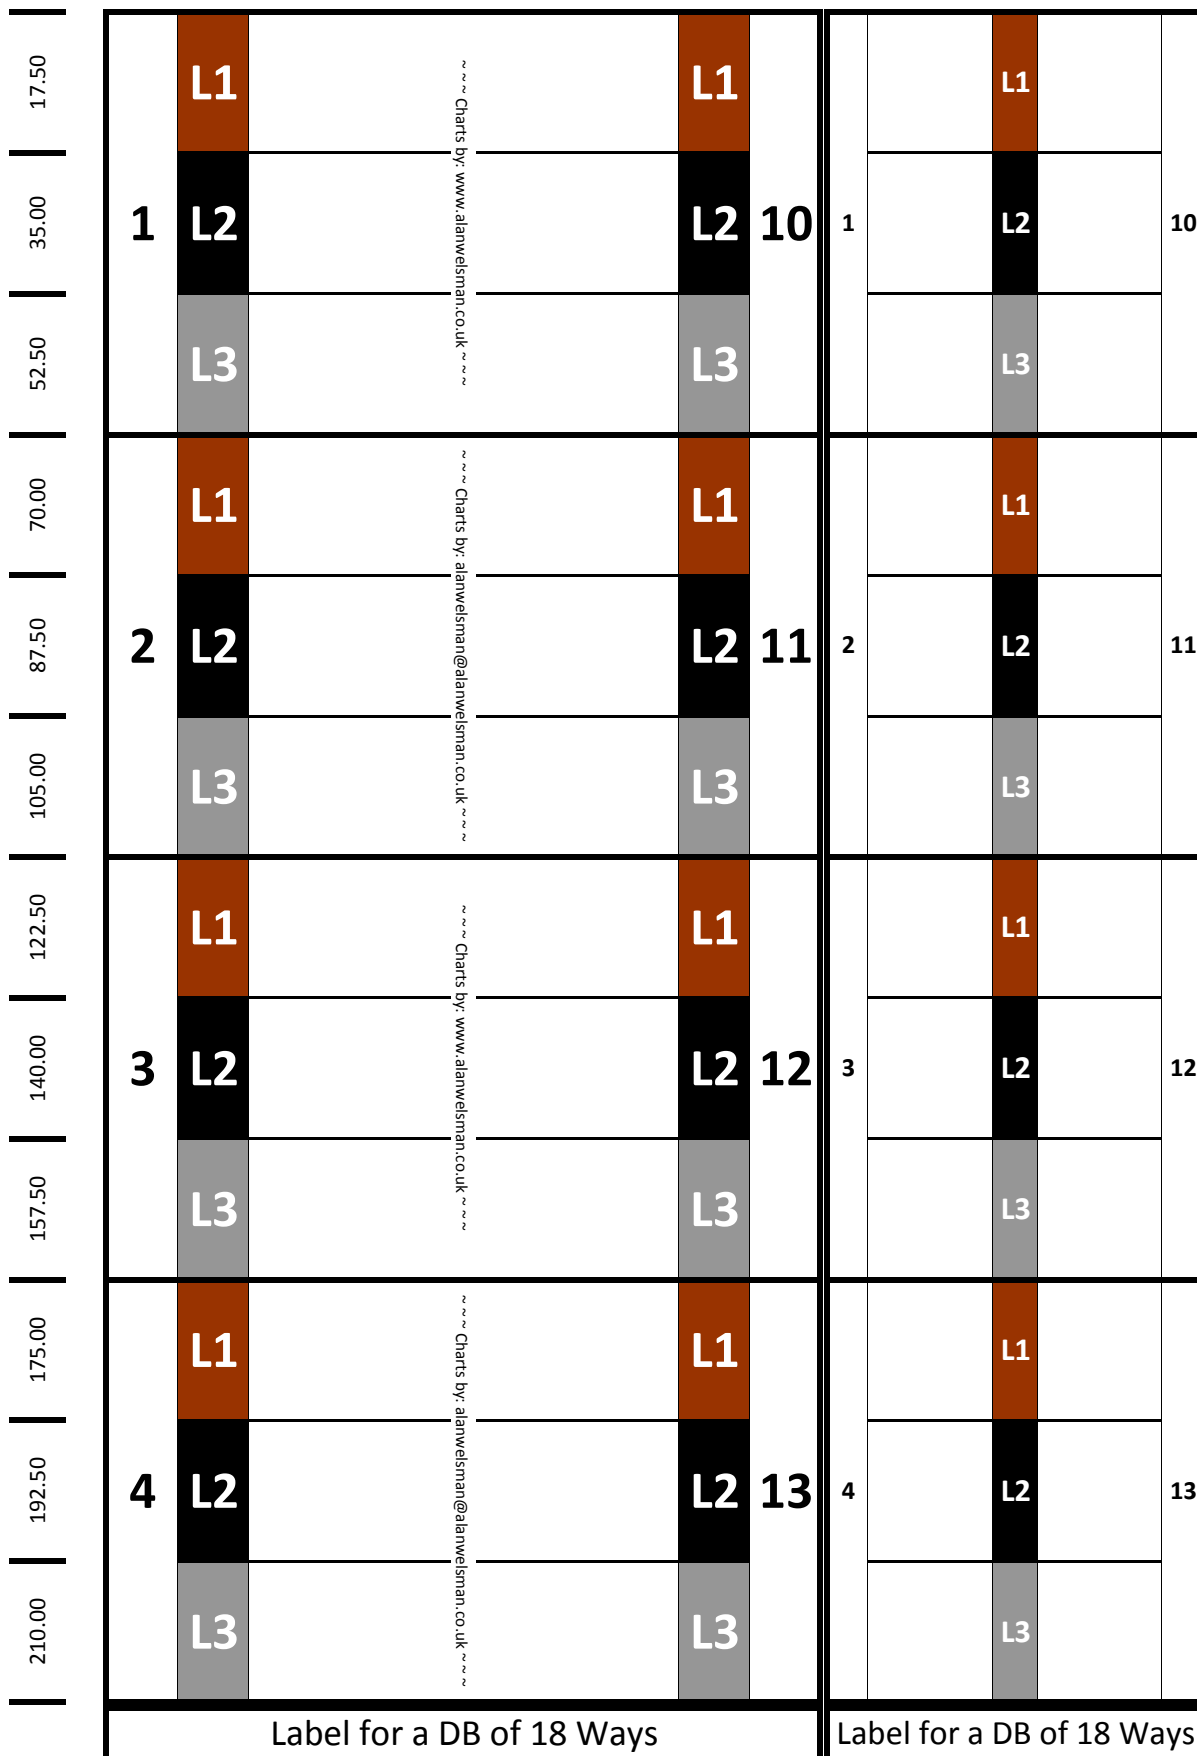 17.50 L1 L1 L1
35.00 1 L2 L2 10 1 L2 10
52.50 L3 L3 L3
~ ~ ~ Charts by: www.alanwelsman.co.uk ~ ~ ~
70.00 L1 L1 L1
87.50 2 L2 L2 11 2 L2 11
105.00 L3 L3 L3
~ ~ ~ Charts by: alanwelsman@alanwelsman.co.uk ~ ~ ~
122.50 L1 L1 L1
140.00 3 L2 L2 12 3 L2 12
157.50 L3 L3 L3
~ ~ ~ Charts by: www.alanwelsman.co.uk ~ ~ ~
175.00 L1 L1 L1
192.50 4 L2 L2 13 4 L2 13
210.00 L3 L3 L3
~ ~ ~ Charts by: alanwelsman@alanwelsman.co.uk ~ ~ ~
Label for a DB of 18 Ways Label for a DB of 18 Ways